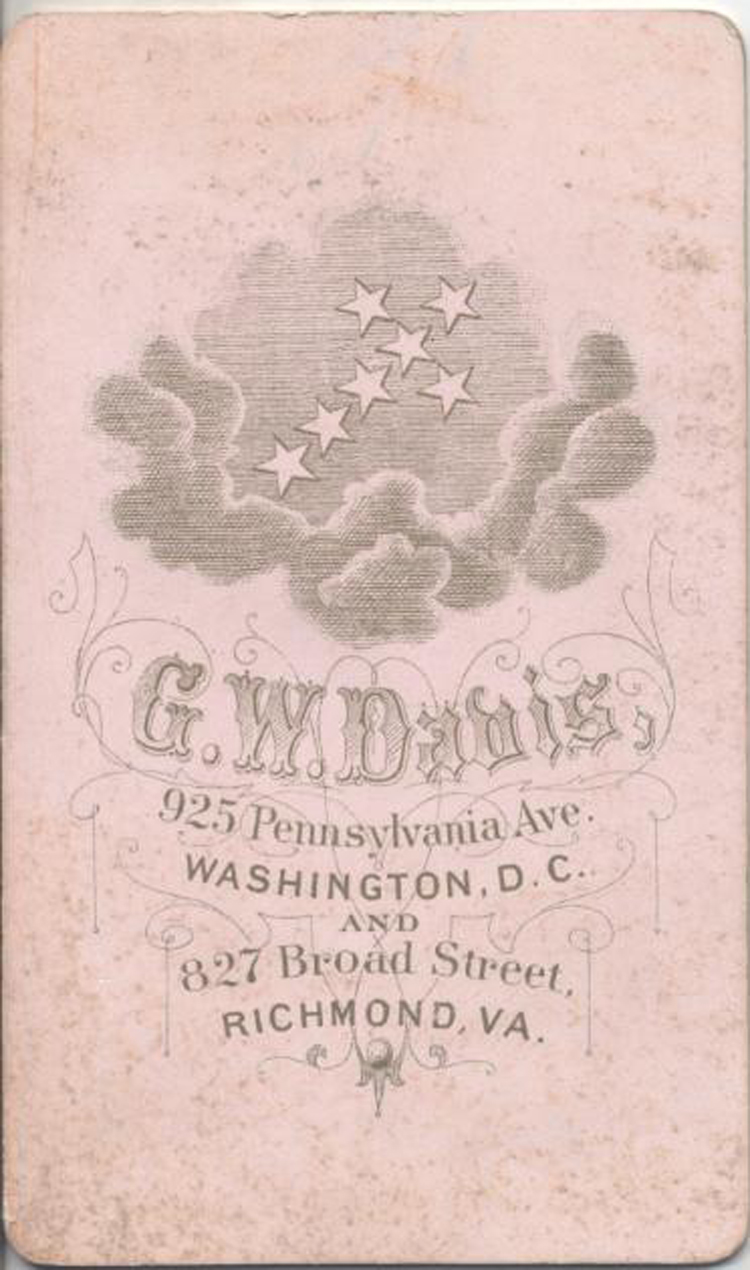 G. W. Davis,
925 Pennsylvania Ave.
WASHINGTON, D. C.
AND
827 Broad Street,
RICHMOND, VA.